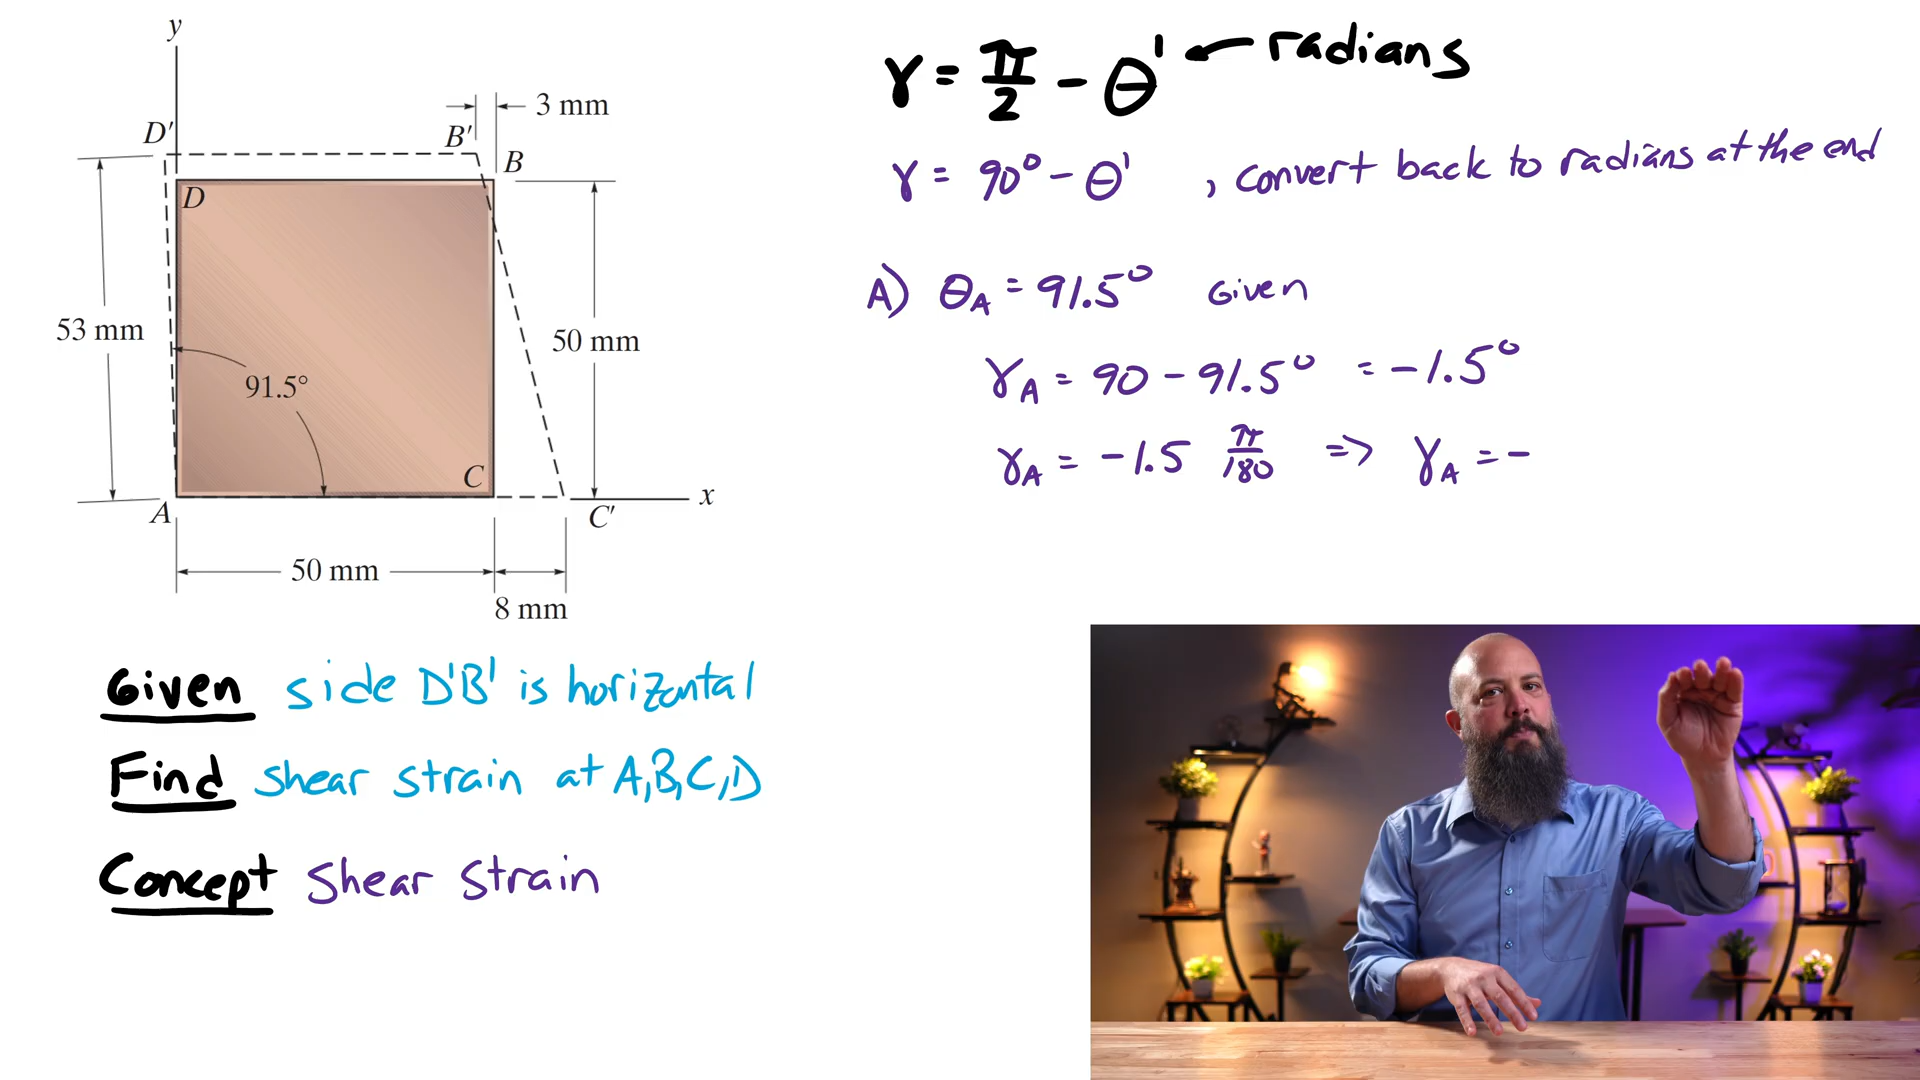 y
3 mm
D'
B'
B
D
53 mm
50 mm
91.5°
C
A
C'
x
50 mm
8 mm
Given side D'B' is horizontal
Find shear strain at A,B,C,D
Concept Shear Strain
γ = π/2 - θ' ← radians
γ = 90° - θ' , convert back to radians at the end
A) θA = 91.5° Given
γA = 90 - 91.5° = -1.5°
γA = -1.5 π/180 => γA = -